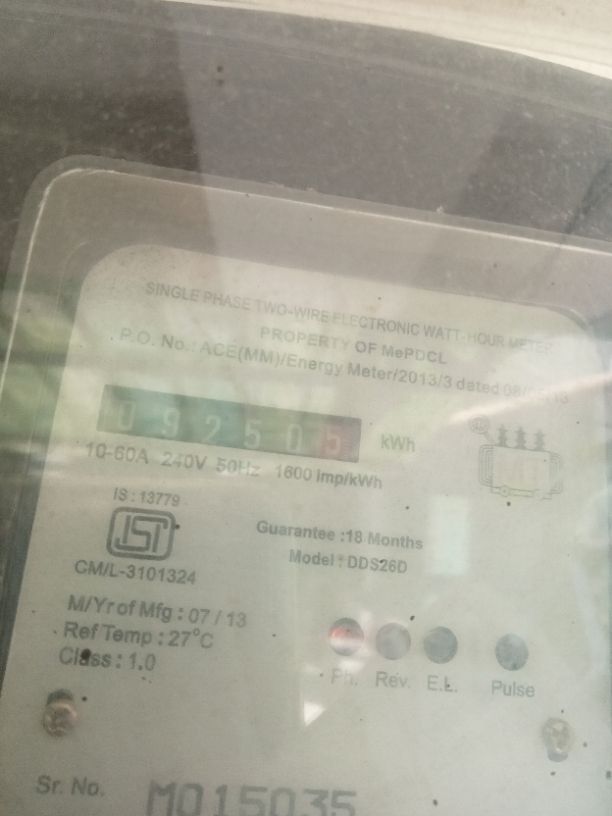 SINGLE PHASE TWO-WIRE ELECTRONIC WATT-HOUR METER
PROPERTY OF MePDCL
P.O. No.: ACE(MM)/Energy Meter/2013/3 dated
092505 kWh
10-60A 240V 50Hz 1600 Imp/kWh
IS : 13779
ISI
CM/L-3101324
Guarantee :18 Months
Model : DDS26D
M/Yr of Mfg : 07 / 13
Ref Temp : 27°C
Class : 1.0
Ph. Rev. E.L. Pulse
Sr. No. M015035